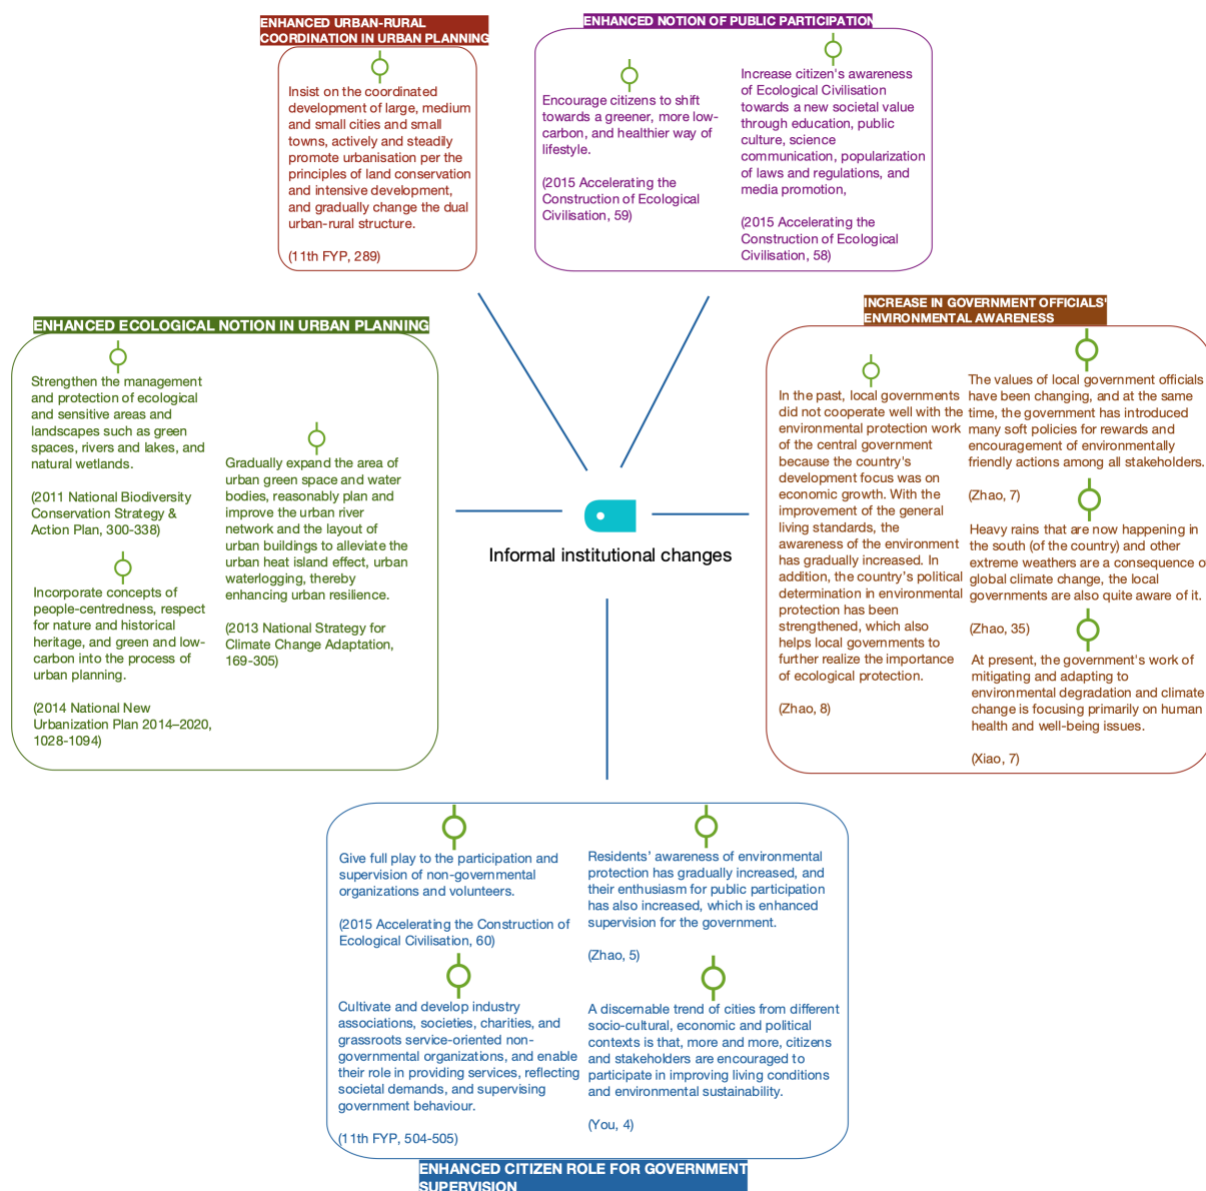 ENHANCED URBAN-RURAL
COORDINATION IN URBAN PLANNING
Insist on the coordinated
development of large, medium
and small cities and small
towns, actively and steadily
promote urbanisation per the
principles of land conservation
and intensive development,
and gradually change the dual
urban-rural structure.
(11th FYP, 289)
ENHANCED NOTION OF PUBLIC PARTICIPATION
Encourage citizens to shift
towards a greener, more low-
carbon, and healthier way of
lifestyle.
(2015 Accelerating the
Construction of Ecological
Civilisation, 59)
Increase citizen's awareness
of Ecological Civilisation
towards a new societal value
through education, public
culture, science
communication, popularization
of laws and regulations, and
media promotion,
(2015 Accelerating the
Construction of Ecological
Civilisation, 58)
ENHANCED ECOLOGICAL NOTION IN URBAN PLANNING
Strengthen the management
and protection of ecological
and sensitive areas and
landscapes such as green
spaces, rivers and lakes, and
natural wetlands.
(2011 National Biodiversity
Conservation Strategy &
Action Plan, 300-338)
Incorporate concepts of
people-centredness, respect
for nature and historical
heritage, and green and low-
carbon into the process of
urban planning.
(2014 National New
Urbanization Plan 2014–2020,
1028-1094)
Gradually expand the area of
urban green space and water
bodies, reasonably plan and
improve the urban river
network and the layout of
urban buildings to alleviate the
urban heat island effect, urban
waterlogging, thereby
enhancing urban resilience.
(2013 National Strategy for
Climate Change Adaptation,
169-305)
Informal institutional changes
INCREASE IN GOVERNMENT OFFICIALS'
ENVIRONMENTAL AWARENESS
In the past, local governments
did not cooperate well with the
environmental protection work
of the central government
because the country's
development focus was on
economic growth. With the
improvement of the general
living standards, the
awareness of the environment
has gradually increased. In
addition, the country's political
determination in environmental
protection has been
strengthened, which also
helps local governments to
further realize the importance
of ecological protection.
(Zhao, 8)
The values of local government officials
have been changing, and at the same
time, the government has introduced
many soft policies for rewards and
encouragement of environmentally
friendly actions among all stakeholders.
(Zhao, 7)
Heavy rains that are now happening in
the south (of the country) and other
extreme weathers are a consequence o
global climate change, the local
governments are also quite aware of it.
(Zhao, 35)
At present, the government's work of
mitigating and adapting to
environmental degradation and climate
change is focusing primarily on human
health and well-being issues.
(Xiao, 7)
Give full play to the participation and
supervision of non-governmental
organizations and volunteers.
(2015 Accelerating the Construction of
Ecological Civilisation, 60)
Cultivate and develop industry
associations, societies, charities, and
grassroots service-oriented non-
governmental organizations, and enable
their role in providing services, reflecting
societal demands, and supervising
government behaviour.
(11th FYP, 504-505)
Residents' awareness of environmental
protection has gradually increased, and
their enthusiasm for public participation
has also increased, which is enhanced
supervision for the government.
(Zhao, 5)
A discernable trend of cities from different
socio-cultural, economic and political
contexts is that, more and more, citizens
and stakeholders are encouraged to
participate in improving living conditions
and environmental sustainability.
(You, 4)
ENHANCED CITIZEN ROLE FOR GOVERNMENT
SUPERVISION